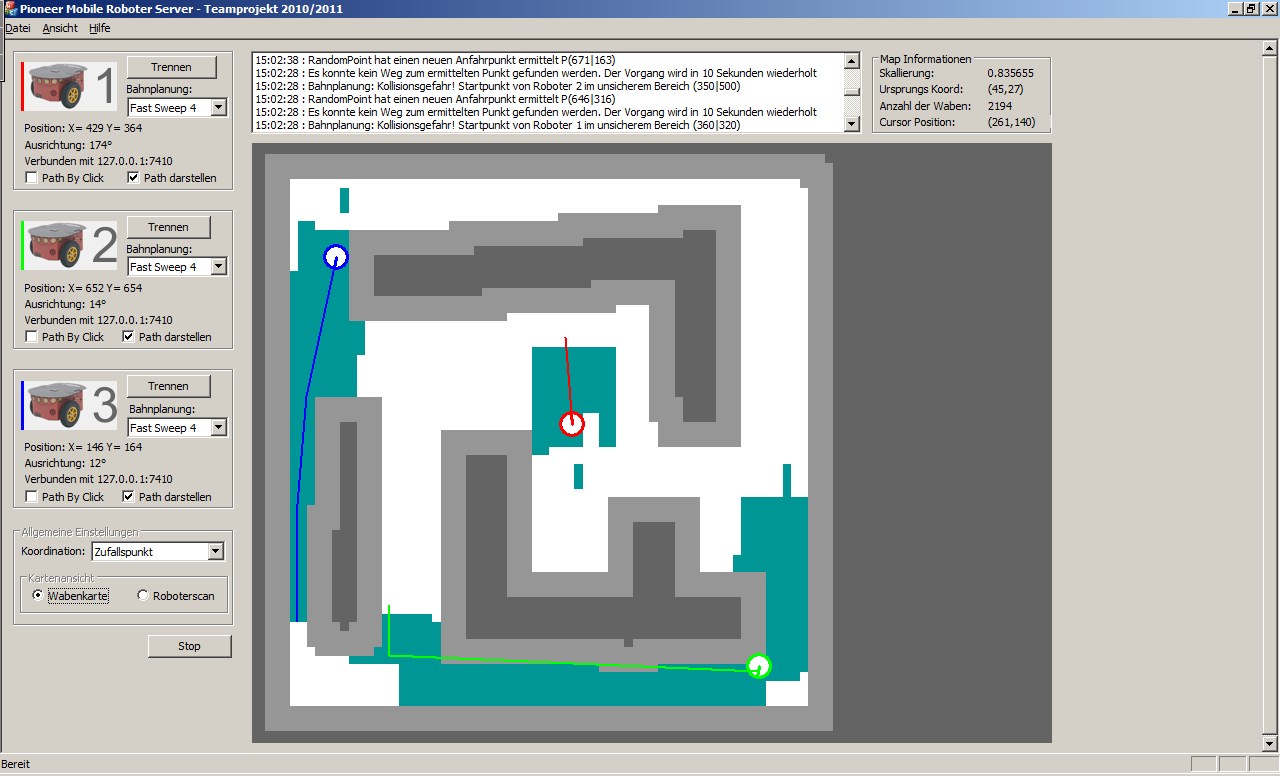 Pioneer Mobile Roboter Server - Teamprojekt 2010/2011
Datei Ansicht Hilfe
1
Trennen
Bahnplanung:
Fast Sweep 4
Position: X= 429 Y= 364
Ausrichtung: 174°
Verbunden mit 127.0.0.1:7410
Path By Click Path darstellen
2
Trennen
Bahnplanung:
Fast Sweep 4
Position: X= 652 Y= 654
Ausrichtung: 14°
Verbunden mit 127.0.0.1:7410
Path By Click Path darstellen
3
Trennen
Bahnplanung:
Fast Sweep 4
Position: X= 146 Y= 164
Ausrichtung: 12°
Verbunden mit 127.0.0.1:7410
Path By Click Path darstellen
Allgemeine Einstellungen
Koordination: Zufallspunkt
Kartenansicht
Wabenkarte Roboterscan
Stop
15:02:38 : RandomPoint hat einen neuen Anfahrpunkt ermittelt P(671|163)
15:02:28 : Es konnte kein Weg zum ermittelten Punkt gefunden werden. Der Vorgang wird in 10 Sekunden wiederholt
15:02:28 : Bahnplanung: Kollisionsgefahr! Startpunkt von Roboter 2 im unsicherem Bereich (350|500)
15:02:28 : RandomPoint hat einen neuen Anfahrpunkt ermittelt P(646|316)
15:02:28 : Es konnte kein Weg zum ermittelten Punkt gefunden werden. Der Vorgang wird in 10 Sekunden wiederholt
15:02:28 : Bahnplanung: Kollisionsgefahr! Startpunkt von Roboter 1 im unsicherem Bereich (360|320)
Map Informationen
Skallierung: 0.835655
Ursprungs Koord: (45,27)
Anzahl der Waben: 2194
Cursor Position: (261,140)
Bereit